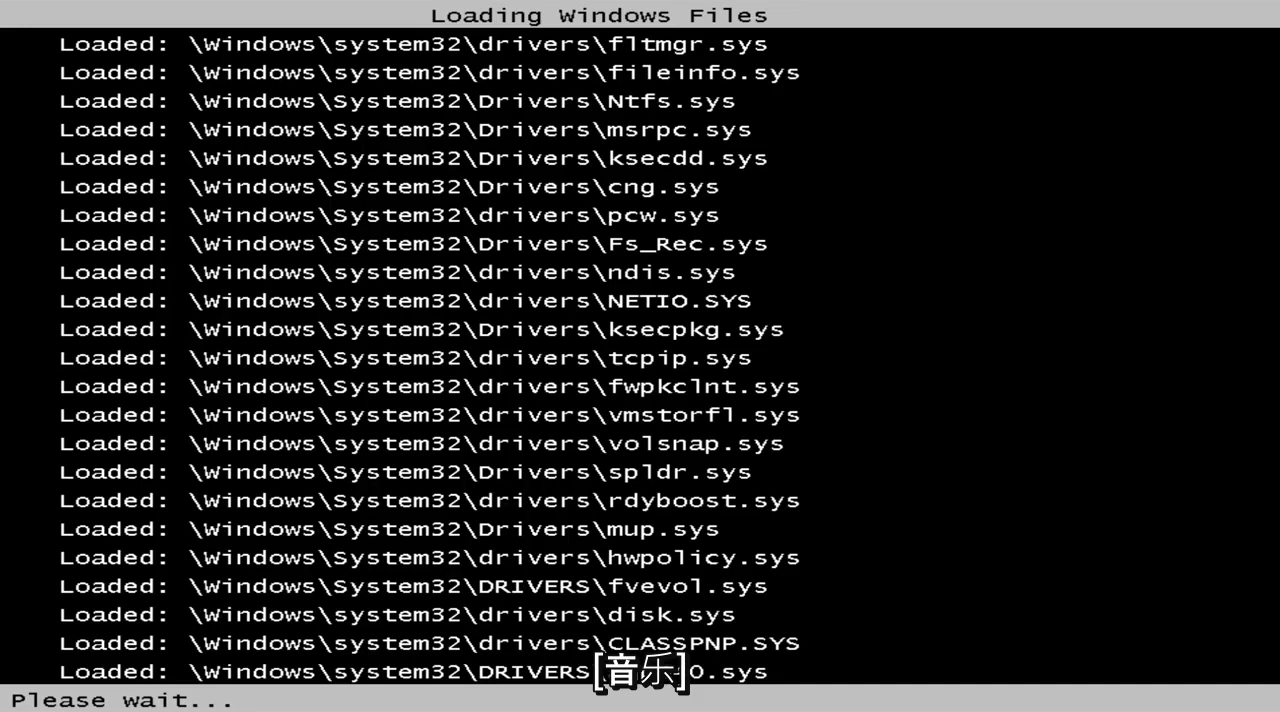 Loading Windows Files
Loaded: \Windows\system32\drivers\fltmgr.sys
Loaded: \Windows\system32\drivers\fileinfo.sys
Loaded: \Windows\System32\Drivers\Ntfs.sys
Loaded: \Windows\System32\Drivers\msrpc.sys
Loaded: \Windows\System32\Drivers\ksecdd.sys
Loaded: \Windows\System32\Drivers\cng.sys
Loaded: \Windows\System32\drivers\pcw.sys
Loaded: \Windows\System32\Drivers\Fs_Rec.sys
Loaded: \Windows\system32\drivers\ndis.sys
Loaded: \Windows\system32\drivers\NETIO.SYS
Loaded: \Windows\System32\Drivers\ksecpkg.sys
Loaded: \Windows\System32\drivers\tcpip.sys
Loaded: \Windows\System32\drivers\fwpkclnt.sys
Loaded: \Windows\system32\drivers\vmstorfl.sys
Loaded: \Windows\system32\drivers\volsnap.sys
Loaded: \Windows\System32\Drivers\spldr.sys
Loaded: \Windows\System32\drivers\rdyboost.sys
Loaded: \Windows\System32\Drivers\mup.sys
Loaded: \Windows\System32\drivers\hwpolicy.sys
Loaded: \Windows\System32\DRIVERS\fvevol.sys
Loaded: \Windows\system32\drivers\disk.sys
Loaded: \Windows\system32\drivers\CLASSPNP.SYS
Loaded: \Windows\system32\DRIVERS
[音乐]
Please wait...